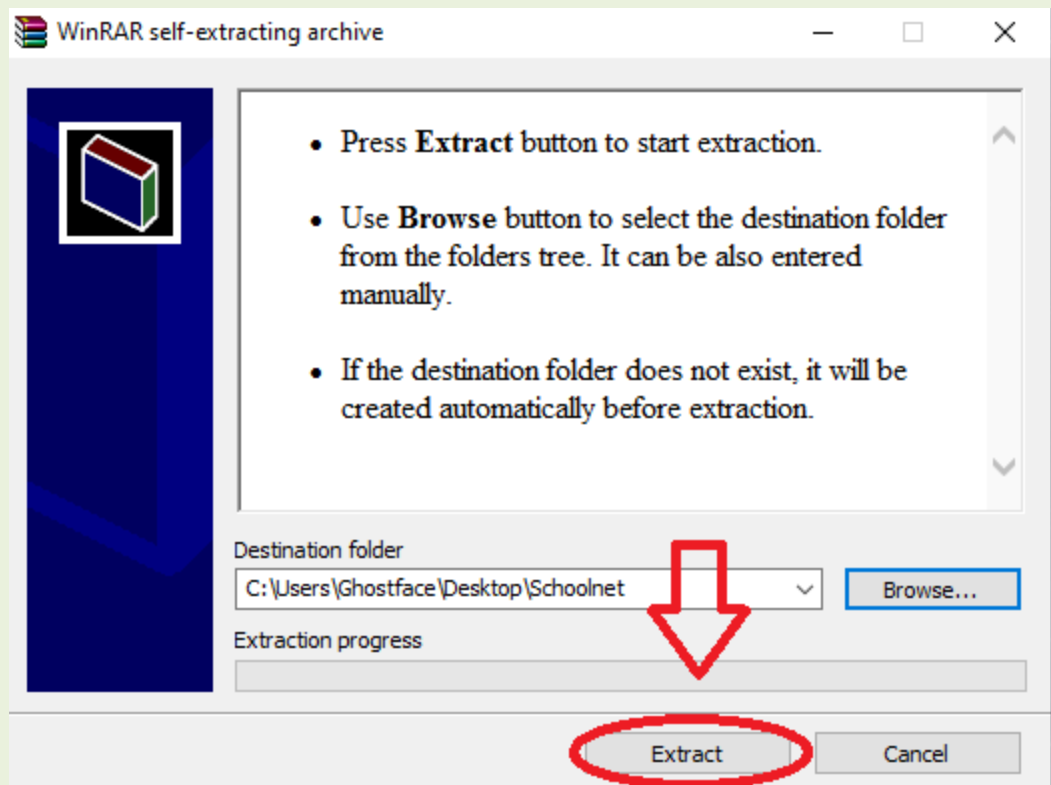 WinRAR self-extracting archive
• Press Extract button to start extraction.
• Use Browse button to select the destination folder
from the folders tree. It can be also entered
manually.
• If the destination folder does not exist, it will be
created automatically before extraction.
Destination folder
C:\Users\Ghostface\Desktop\Schoolnet
Browse...
Extraction progress
Extract
Cancel